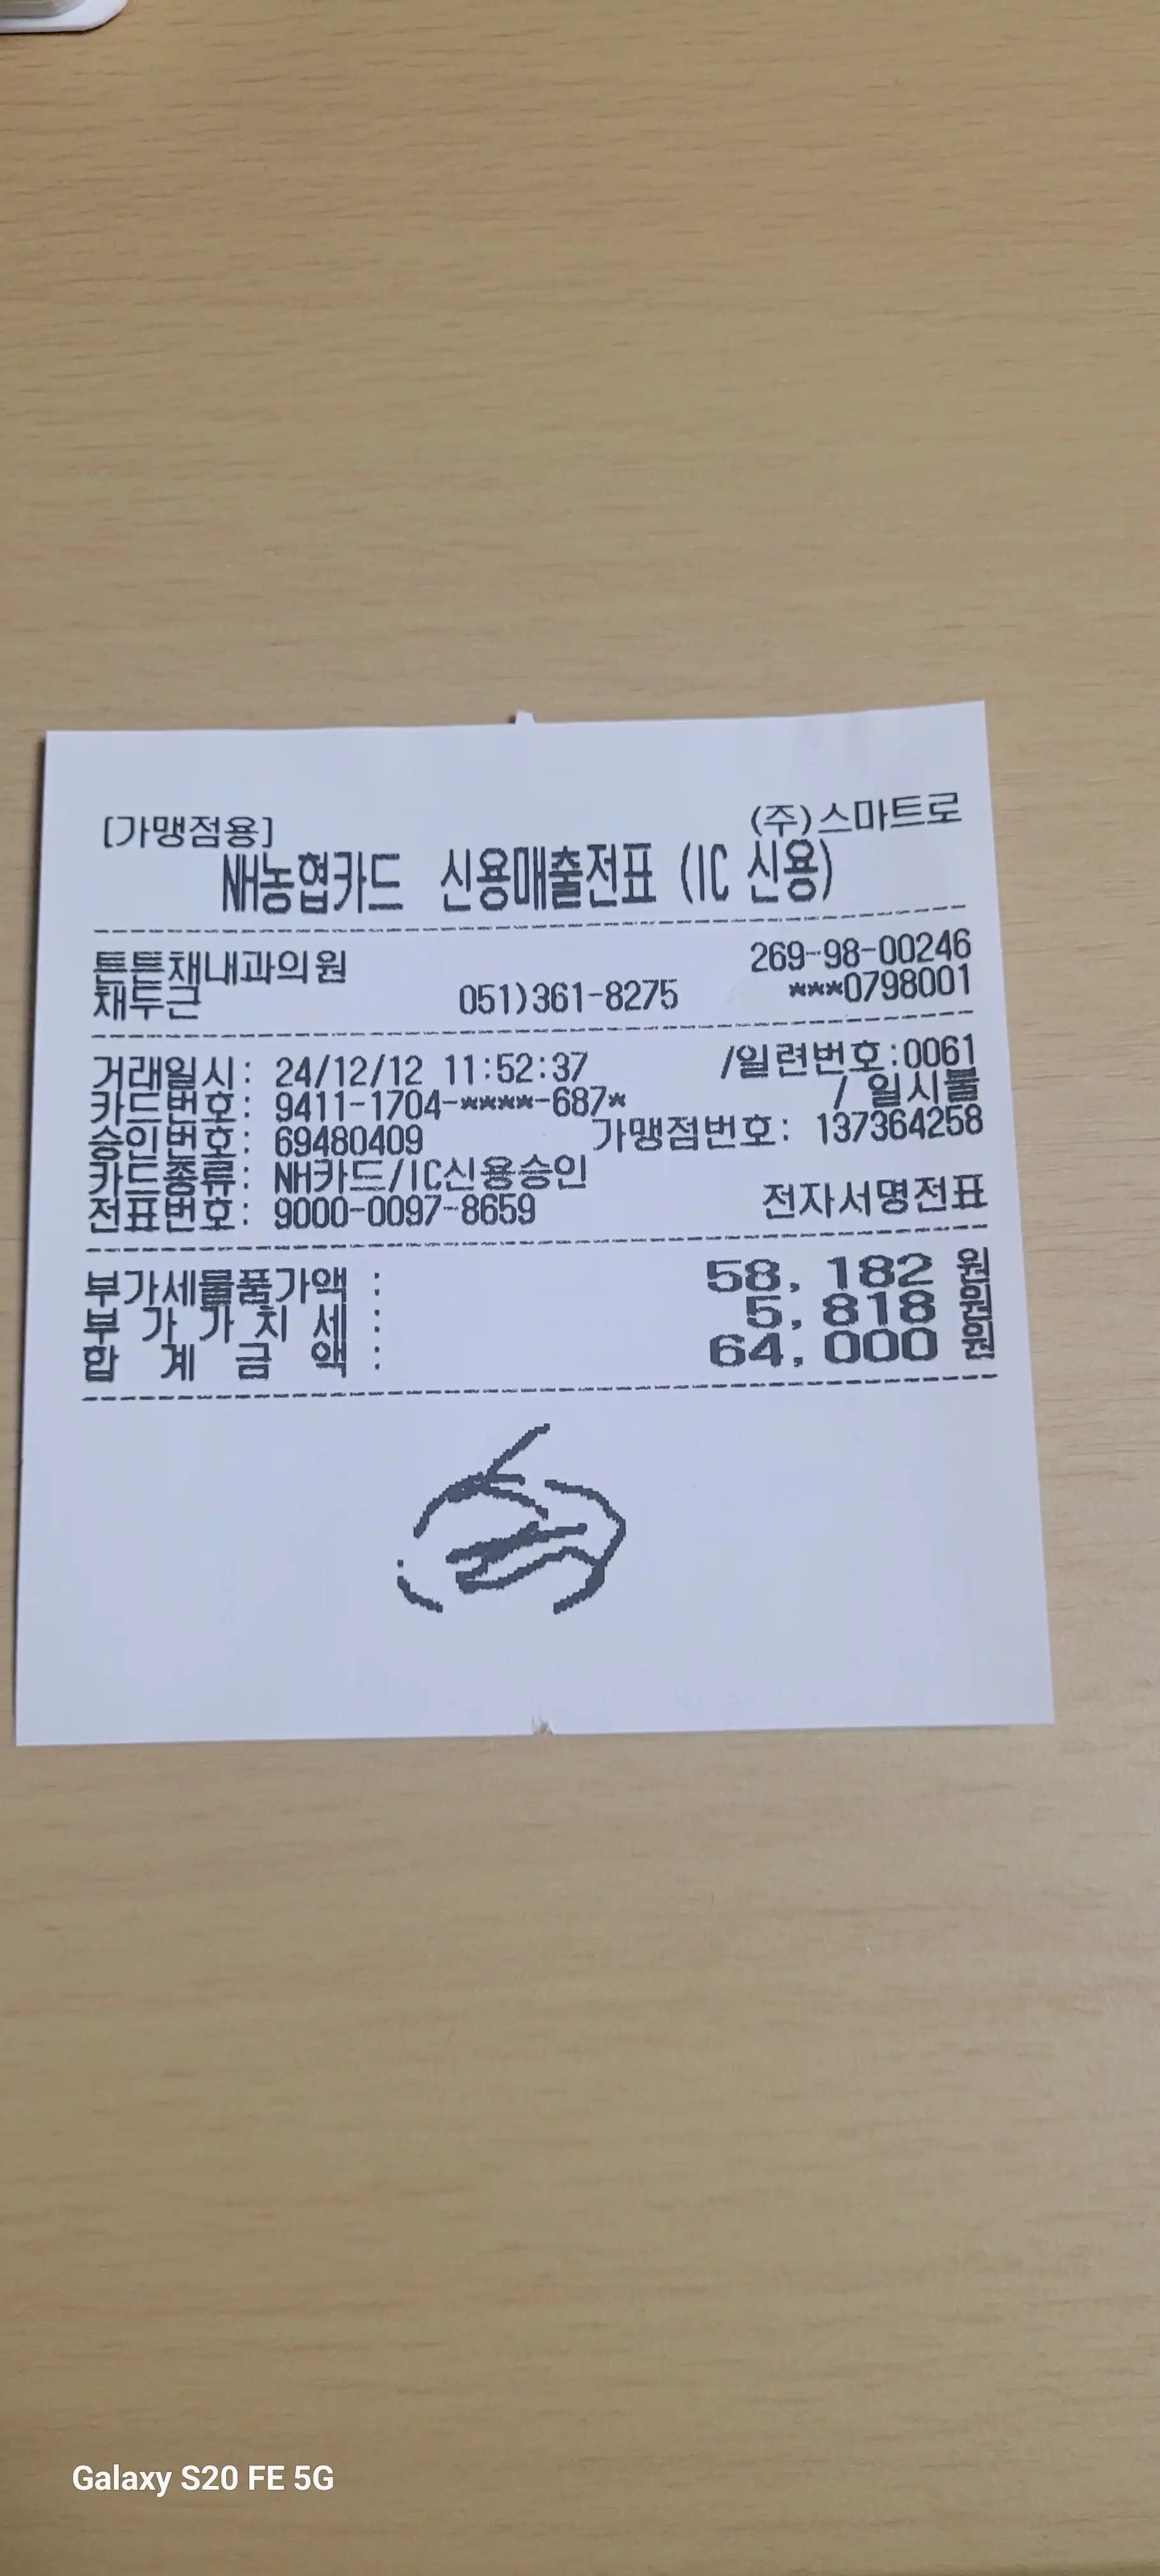 [가맹점용] (주)스마트로
NH농협카드 신용매출전표 (IC 신용)
튼튼채내과의원 269-98-00246
채두근 051)361-8275 ***0798001
거래일시: 24/12/12 11:52:37 /일련번호:0061
카드번호: 9411-1704-****-687* / 일시불
승인번호: 69480409 가맹점번호: 137364258
카드종류: NH카드/IC신용승인
전표번호: 9000-0097-8659 전자서명전표
부가세물품가액 : 58,182 원
부 가 가 치 세 : 5,818 원
합 계 금 액 : 64,000 원
Galaxy S20 FE 5G